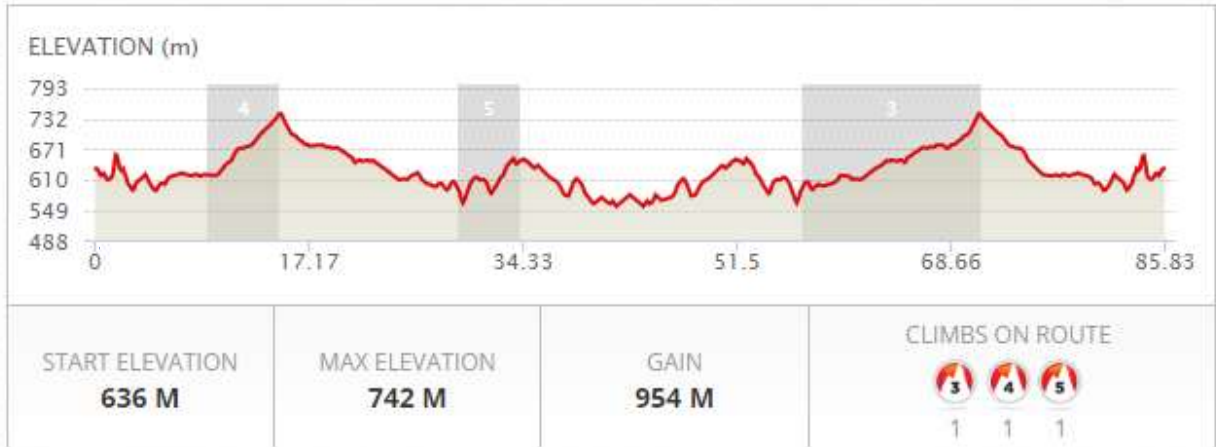 ELEVATION (m)
793
732
671
610
549
488
4
5
3
0 17.17 34.33 51.5 68.66 85.83
START ELEVATION
636 M
MAX ELEVATION
742 M
GAIN
954 M
CLIMBS ON ROUTE
3 4 5
1 1 1